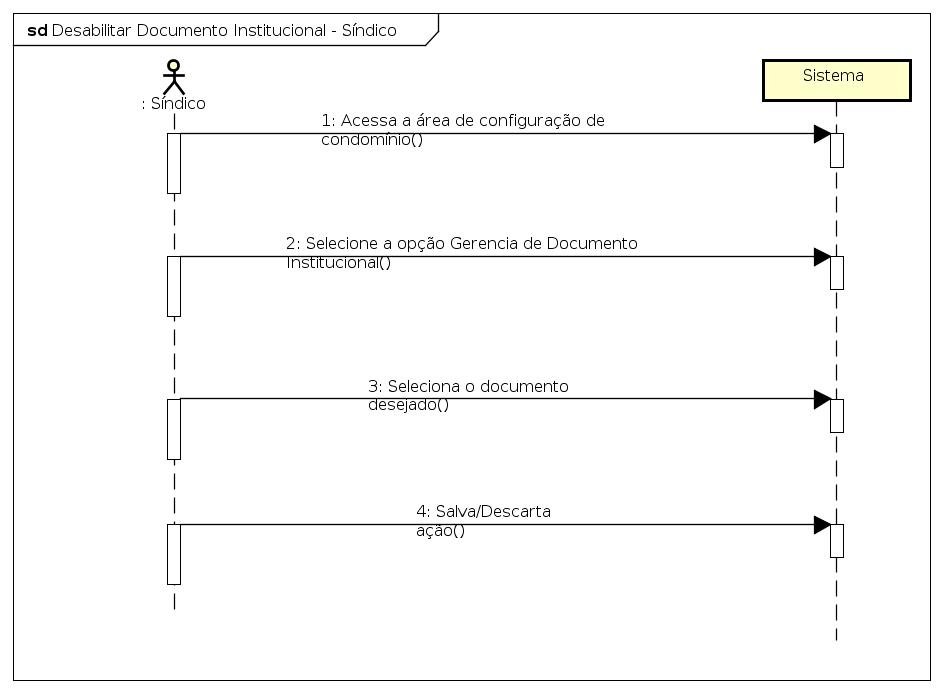 sd Desabilitar Documento Institucional - Síndico
: Síndico
Sistema
1: Acessa a área de configuração de
condomínio()
2: Selecione a opção Gerencia de Documento
Institucional()
3: Seleciona o documento
desejado()
4: Salva/Descarta
ação()